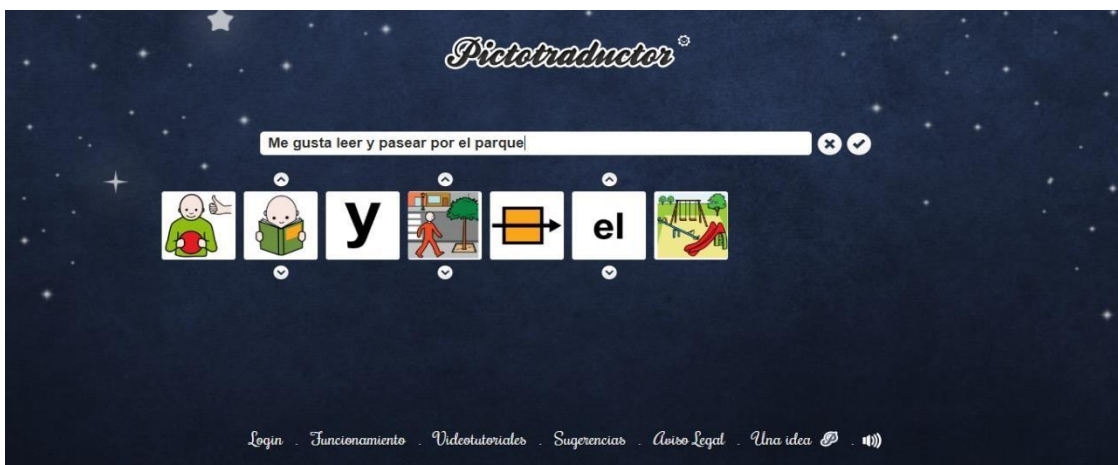 Pictotraductor
Me gusta leer y pasear por el parque
y
el
Login . Funcionamiento . Videotutoriales . Sugerencias . Aviso Legal . Una idea .